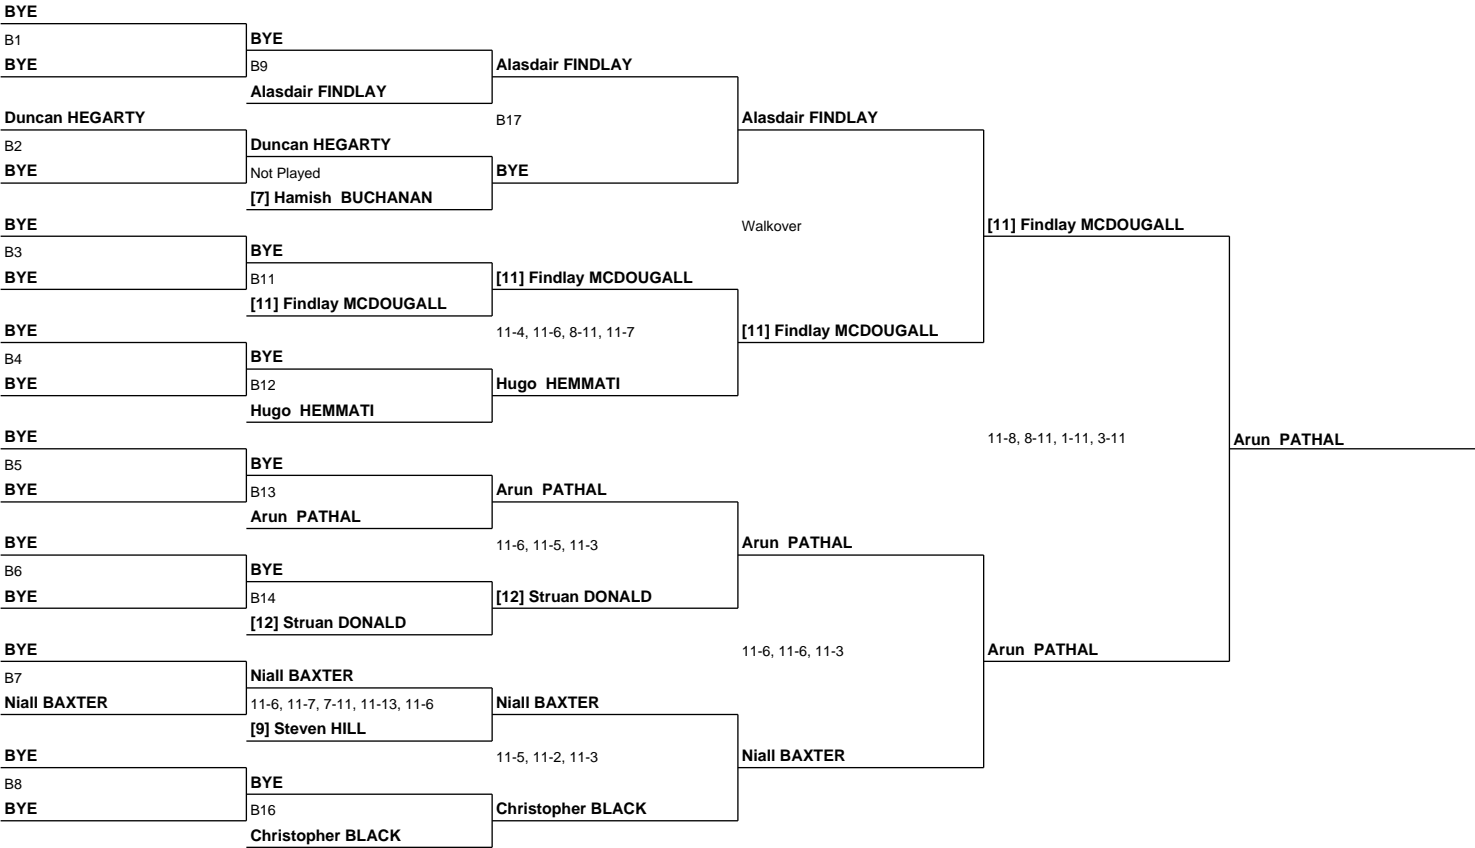 BYE
B1
BYE
BYE
B9
Alasdair FINDLAY
Alasdair FINDLAY
Duncan HEGARTY
B17
Alasdair FINDLAY
B2
Duncan HEGARTY
BYE
Not Played
BYE
[7] Hamish  BUCHANAN
BYE
Walkover
[11] Findlay MCDOUGALL
B3
BYE
BYE
B11
[11] Findlay MCDOUGALL
[11] Findlay MCDOUGALL
BYE
11-4, 11-6, 8-11, 11-7
[11] Findlay MCDOUGALL
B4
BYE
BYE
B12
Hugo  HEMMATI
Hugo  HEMMATI
BYE
11-8, 8-11, 1-11, 3-11
Arun  PATHAL
B5
BYE
BYE
B13
Arun  PATHAL
Arun  PATHAL
BYE
11-6, 11-5, 11-3
Arun  PATHAL
B6
BYE
BYE
B14
[12] Struan DONALD
[12] Struan DONALD
BYE
11-6, 11-6, 11-3
Arun  PATHAL
B7
Niall BAXTER
Niall BAXTER
11-6, 11-7, 7-11, 11-13, 11-6
Niall BAXTER
[9] Steven HILL
BYE
11-5, 11-2, 11-3
Niall BAXTER
B8
BYE
BYE
B16
Christopher BLACK
Christopher BLACK